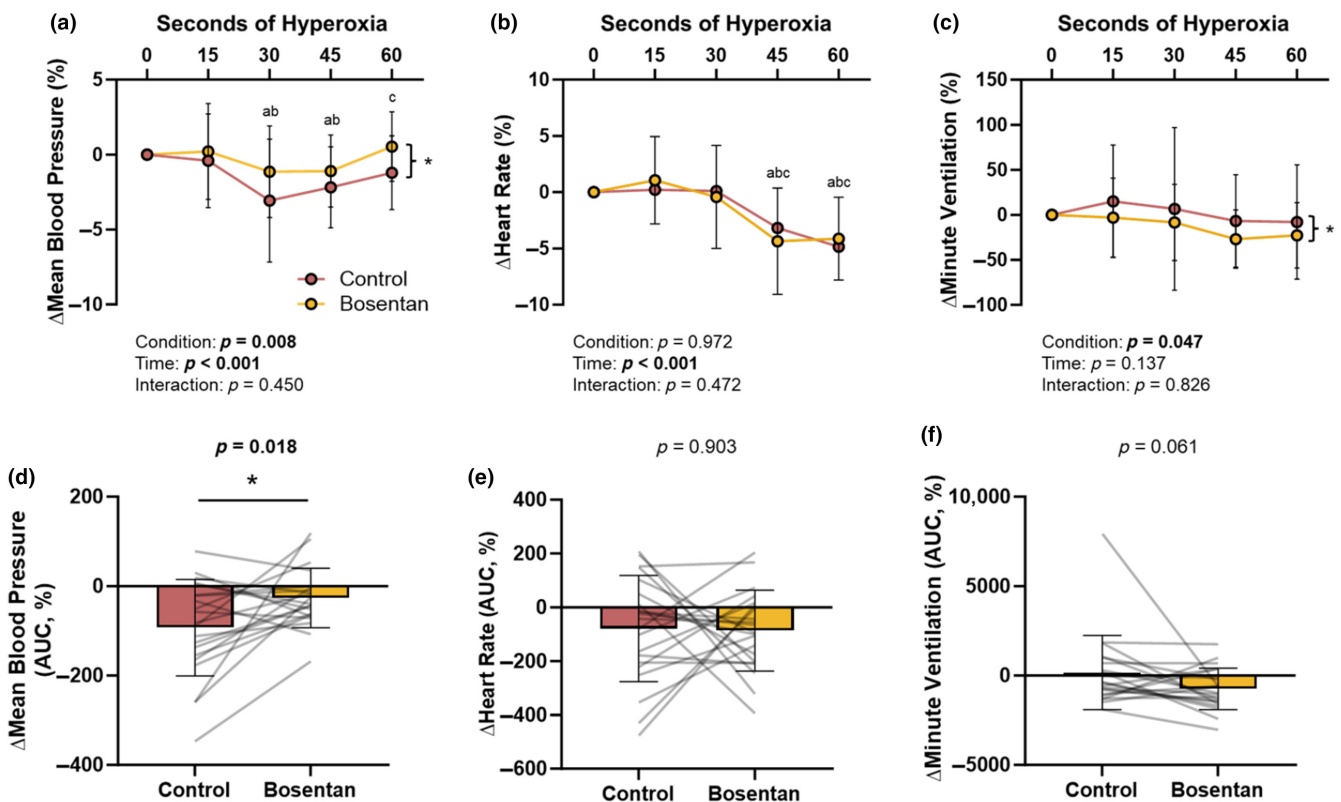 (a)
Seconds of Hyperoxia
0 15 30 45 60
ΔMean Blood Pressure (%)
5
0
–5
–10
ab
ab
c
*
Control
Bosentan
Condition: p = 0.008
Time: p < 0.001
Interaction: p = 0.450
(b)
Seconds of Hyperoxia
0 15 30 45 60
ΔHeart Rate (%)
10
5
0
–5
–10
abc
abc
Condition: p = 0.972
Time: p < 0.001
Interaction: p = 0.472
(c)
Seconds of Hyperoxia
0 15 30 45 60
ΔMinute Ventilation (%)
150
100
50
0
–50
–100
*
Condition: p = 0.047
Time: p = 0.137
Interaction: p = 0.826
(d)
p = 0.018
*
ΔMean Blood Pressure
(AUC, %)
200
0
–200
–400
Control Bosentan
(e)
p = 0.903
ΔHeart Rate (AUC, %)
400
200
0
–200
–400
–600
Control Bosentan
(f)
p = 0.061
ΔMinute Ventilation (AUC, %)
10,000
5000
0
–5000
Control Bosentan